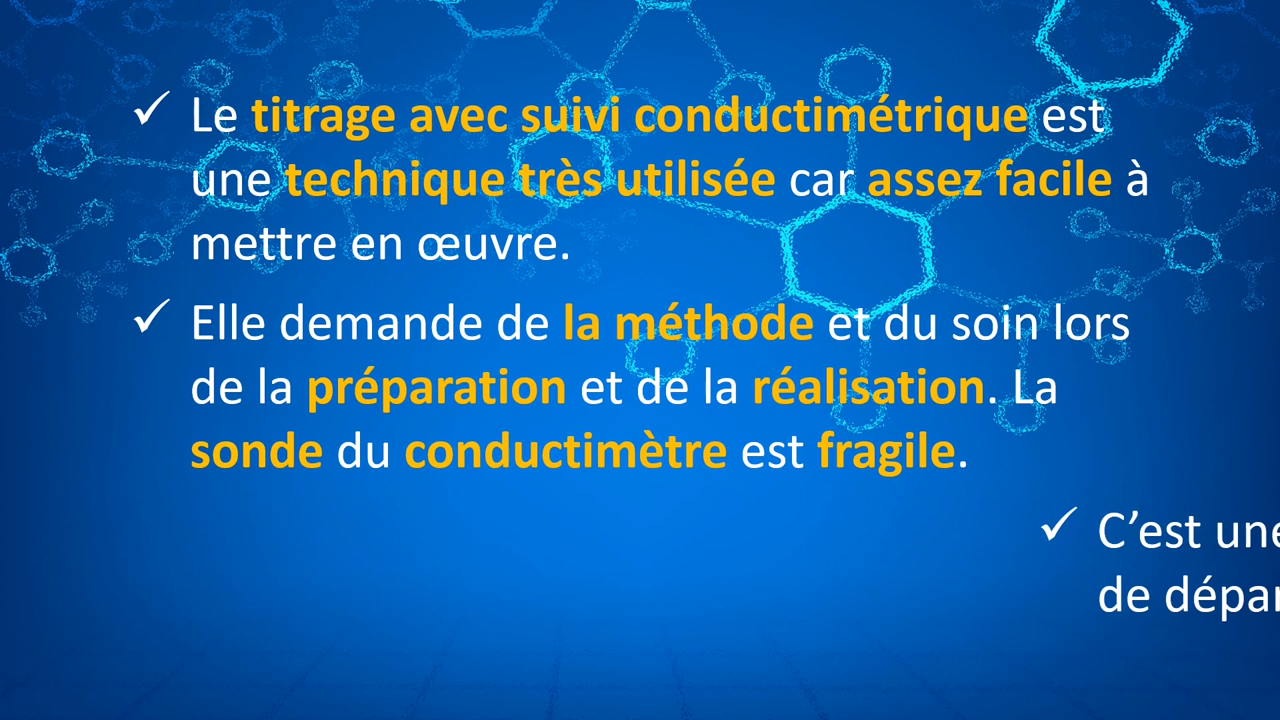 ✓ Le titrage avec suivi conductimétrique est
une technique très utilisée car assez facile à
mettre en œuvre.
✓ Elle demande de la méthode et du soin lors
de la préparation et de la réalisation. La
sonde du conductimètre est fragile.
✓ C’est une
de dépar